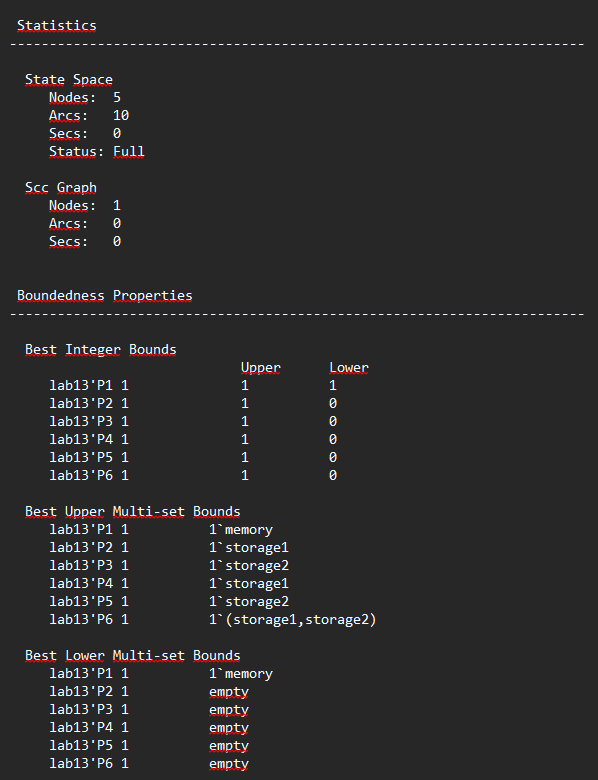 Statistics
------------------------------------------------------------------------
State Space
Nodes: 5
Arcs: 10
Secs: 0
Status: Full
Scc Graph
Nodes: 1
Arcs: 0
Secs: 0
Boundedness Properties
------------------------------------------------------------------------
Best Integer Bounds
Upper Lower
lab13'P1 1 1 1
lab13'P2 1 1 0
lab13'P3 1 1 0
lab13'P4 1 1 0
lab13'P5 1 1 0
lab13'P6 1 1 0
Best Upper Multi-set Bounds
lab13'P1 1 1`memory
lab13'P2 1 1`storage1
lab13'P3 1 1`storage2
lab13'P4 1 1`storage1
lab13'P5 1 1`storage2
lab13'P6 1 1`(storage1,storage2)
Best Lower Multi-set Bounds
lab13'P1 1 1`memory
lab13'P2 1 empty
lab13'P3 1 empty
lab13'P4 1 empty
lab13'P5 1 empty
lab13'P6 1 empty